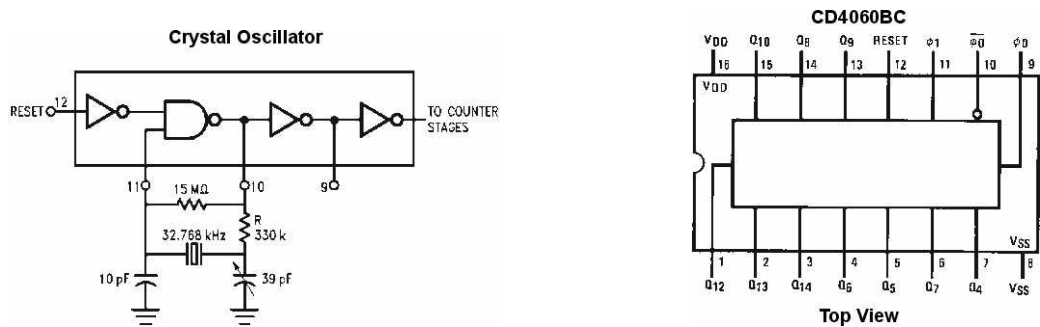 Crystal Oscillator
RESET
12
TO COUNTER
STAGES
11
10
9
15 MΩ
R
330 k
32.768 kHz
10 pF
39 pF
CD4060BC
VDD Q10 Q8 Q9 RESET φ1 φ0 φ0
16 15 14 13 12 11 10 9
VDD
VSS
1 2 3 4 5 6 7 8
Q12 Q13 Q14 Q6 Q5 Q7 Q4 VSS
Top View